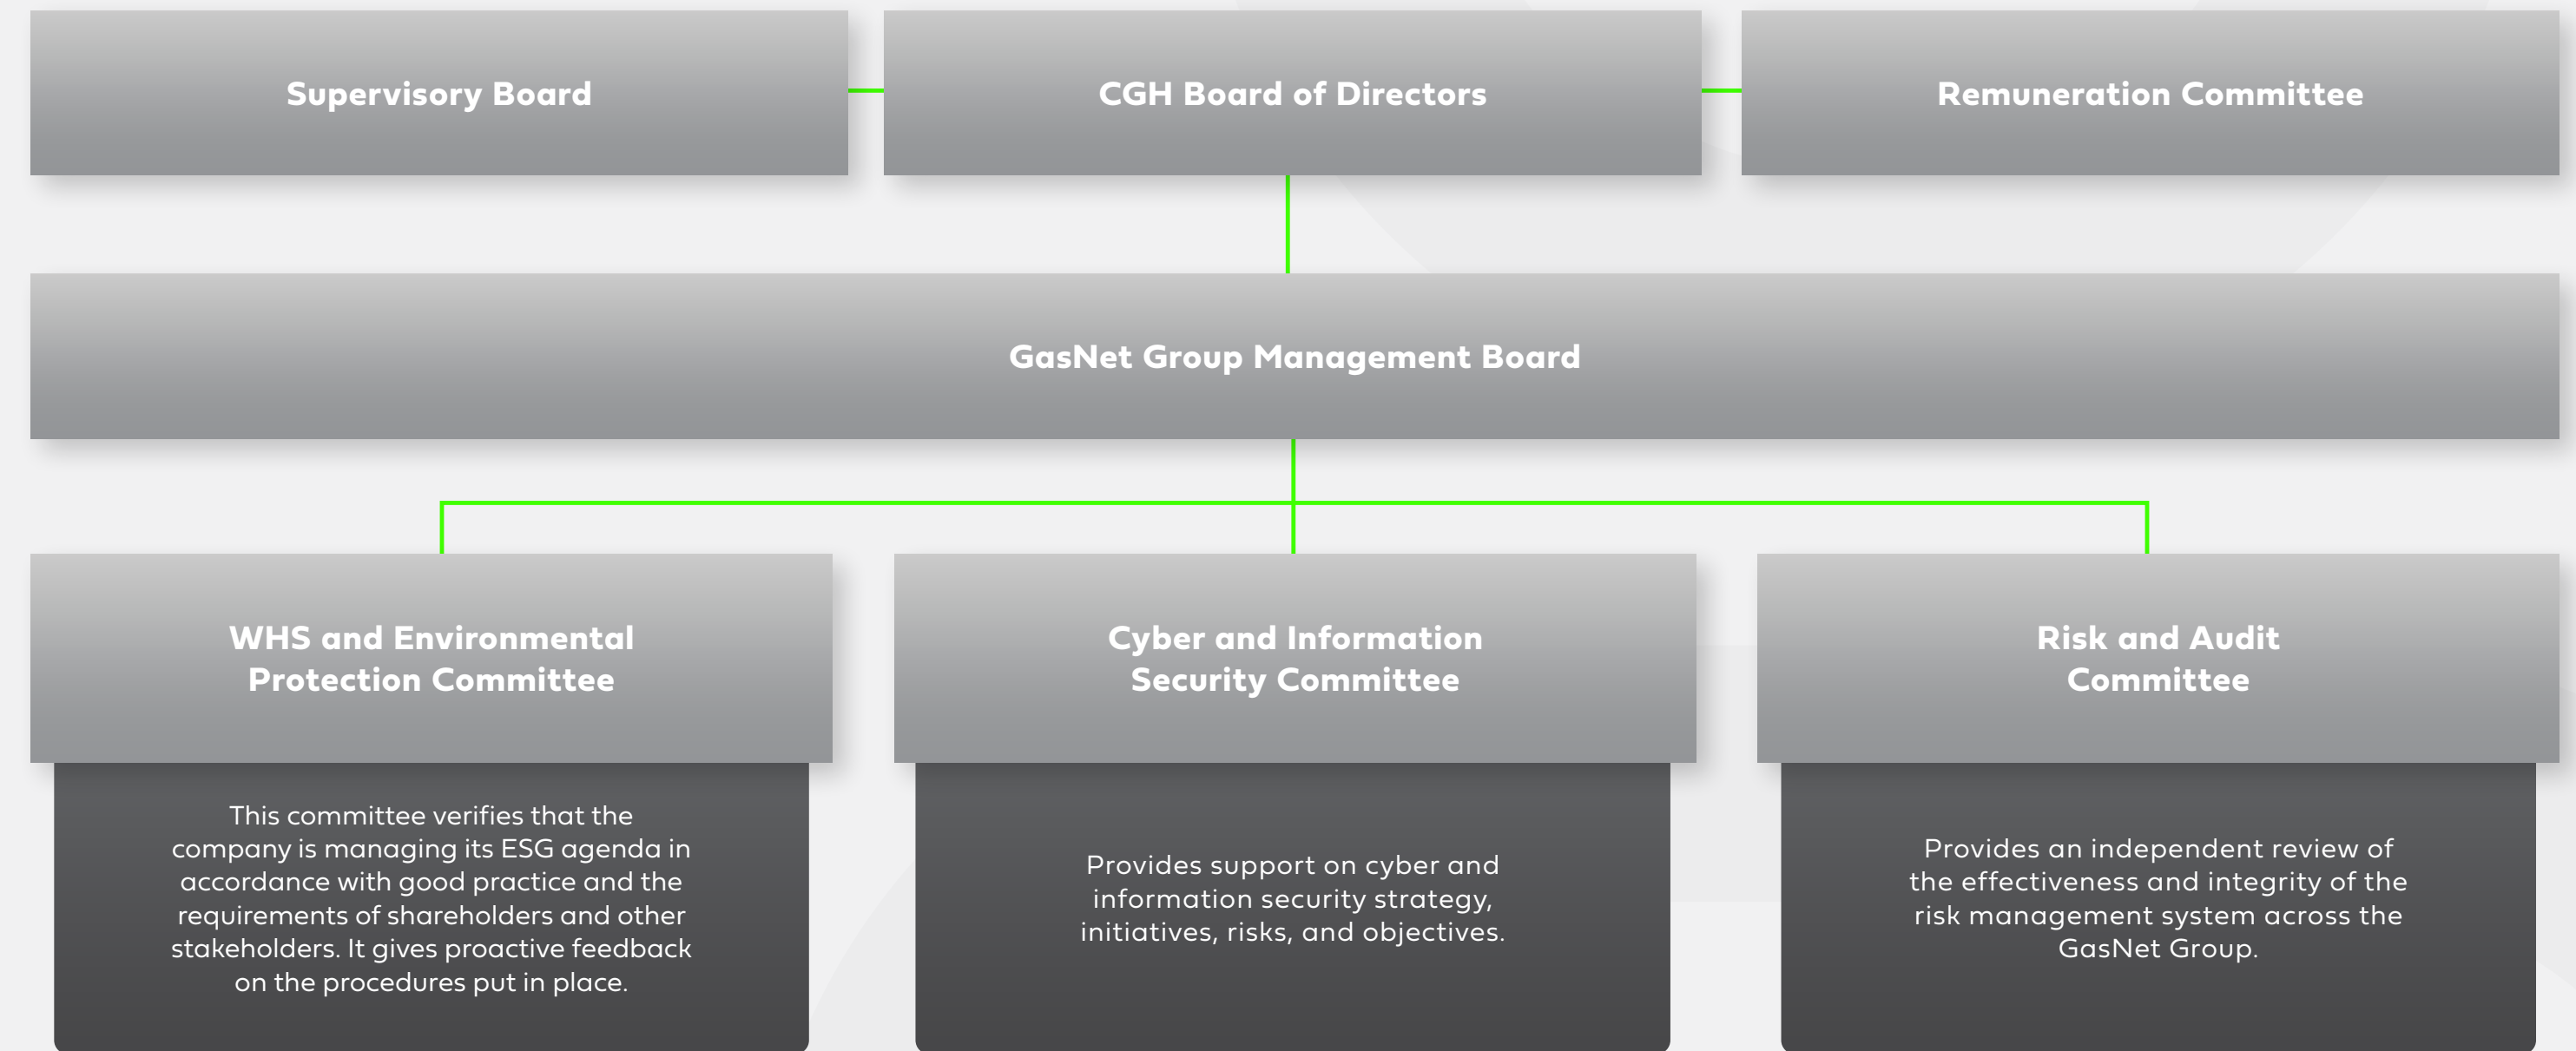 Supervisory Board
CGH Board of Directors
Remuneration Committee
GasNet Group Management Board
WHS and Environmental
Protection Committee
This committee verifies that the
company is managing its ESG agenda in
accordance with good practice and the
requirements of shareholders and other
stakeholders. It gives proactive feedback
on the procedures put in place.
Cyber and Information
Security Committee
Provides support on cyber and
information security strategy,
initiatives, risks, and objectives.
Risk and Audit
Committee
Provides an independent review of
the effectiveness and integrity of the
risk management system across the
GasNet Group.